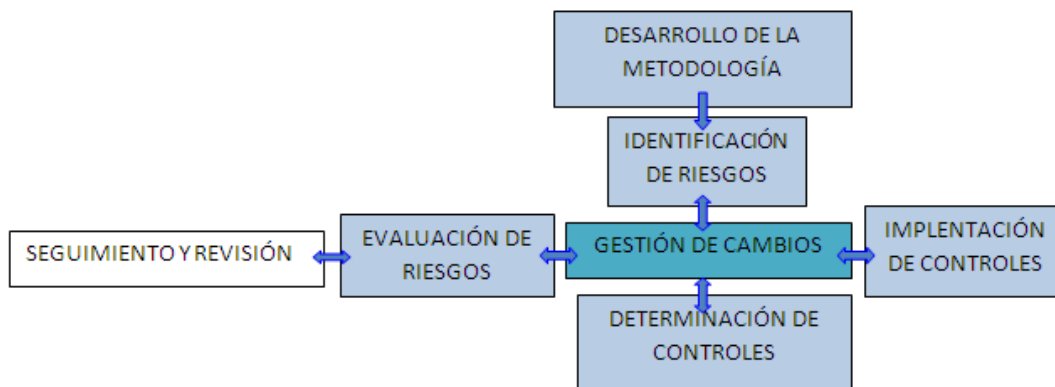 DESARROLLO DE LA
METODOLOGÍA
IDENTIFICACIÓN
DE RIESGOS
SEGUIMIENTO Y REVISIÓN
EVALUACIÓN DE
RIESGOS
GESTIÓN DE CAMBIOS
IMPLENTACIÓN
DE CONTROLES
DETERMINACIÓN DE
CONTROLES